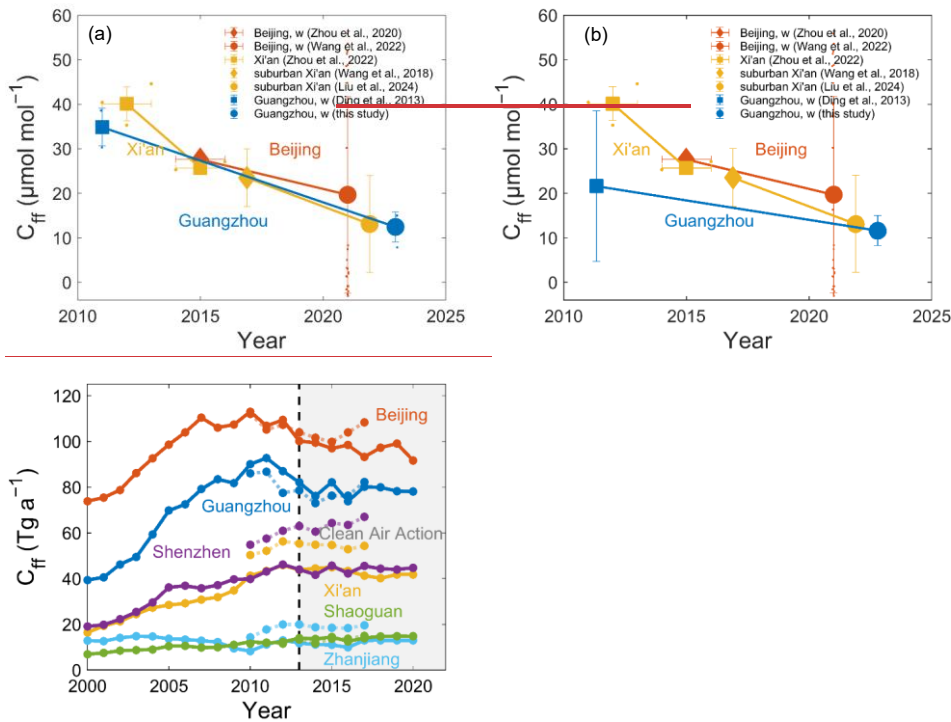 (a)
Beijing, w (Zhou et al., 2020)
Beijing, w (Wang et al., 2022)
Xi'an (Zhou et al., 2022)
suburban Xi'an (Wang et al., 2018)
suburban Xi'an (Liu et al., 2024)
Guangzhou, w (Ding et al., 2013)
Guangzhou, w (this study)
Xi'an
Beijing
Guangzhou
Cff (μmol mol−1)
60
50
40
30
20
10
0
2010 2015 2020 2025
Year
(b)
Beijing, w (Zhou et al., 2020)
Beijing, w (Wang et al., 2022)
Xi'an (Zhou et al., 2022)
suburban Xi'an (Wang et al., 2018)
suburban Xi'an (Liu et al., 2024)
Guangzhou, w (Ding et al., 2013)
Guangzhou, w (this study)
Xi'an
Beijing
Guangzhou
Cff (μmol mol−1)
60
50
40
30
20
10
0
2010 2015 2020 2025
Year
Cff (Tg a−1)
120
100
80
60
40
20
0
Beijing
Guangzhou
Shenzhen
Clean Air Action
Xi'an
Shaoguan
Zhanjiang
2000 2005 2010 2015 2020
Year